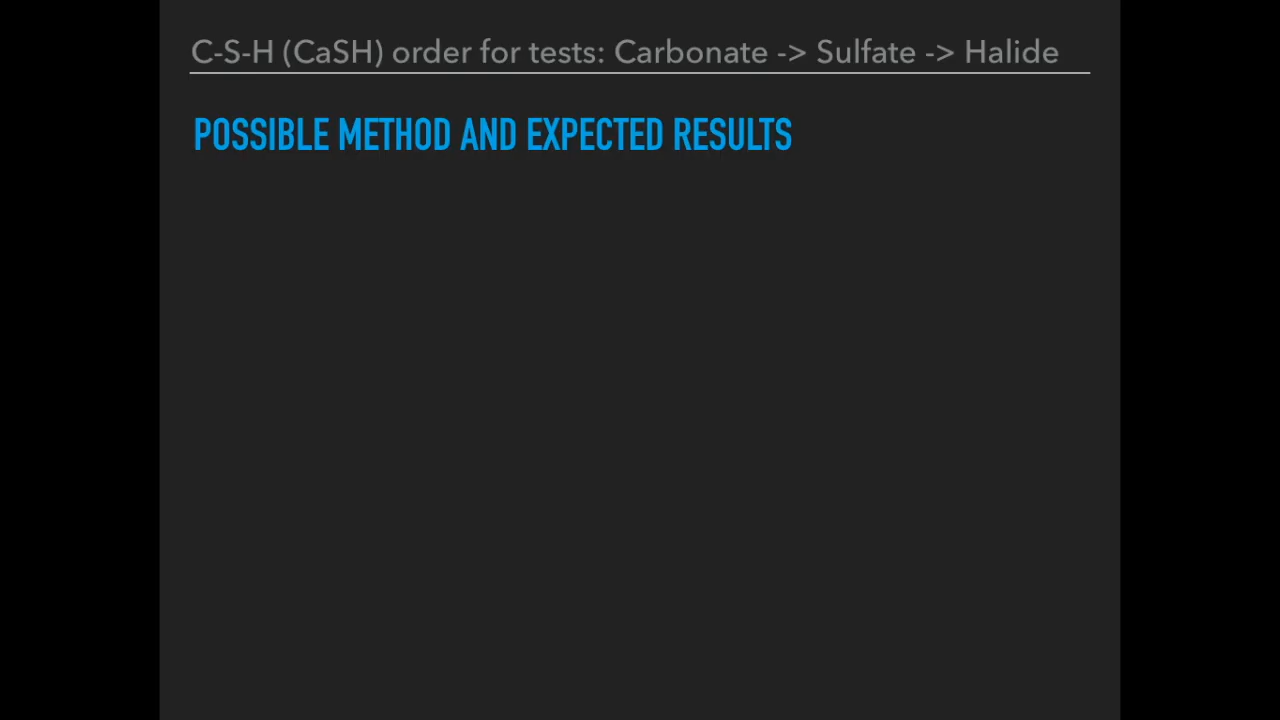 C-S-H (CaSH) order for tests: Carbonate -> Sulfate -> Halide
POSSIBLE METHOD AND EXPECTED RESULTS